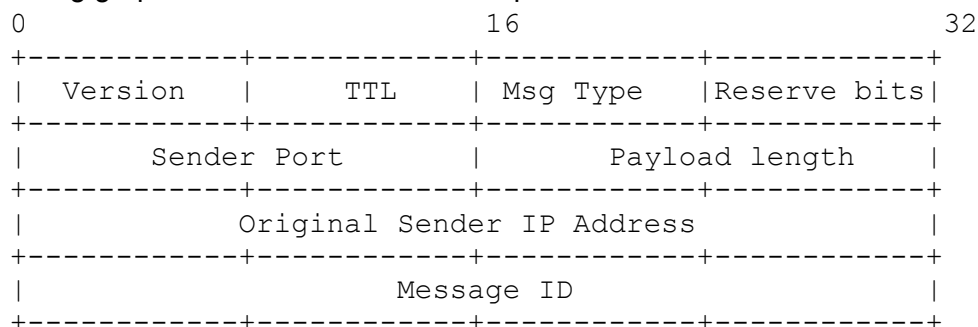 0 16 32
+------------+------------+------------+------------+
| Version | TTL | Msg Type |Reserve bits|
+------------+------------+------------+------------+
| Sender Port | Payload length |
+------------+------------+------------+------------+
| Original Sender IP Address |
+------------+------------+------------+------------+
| Message ID |
+------------+------------+------------+------------+